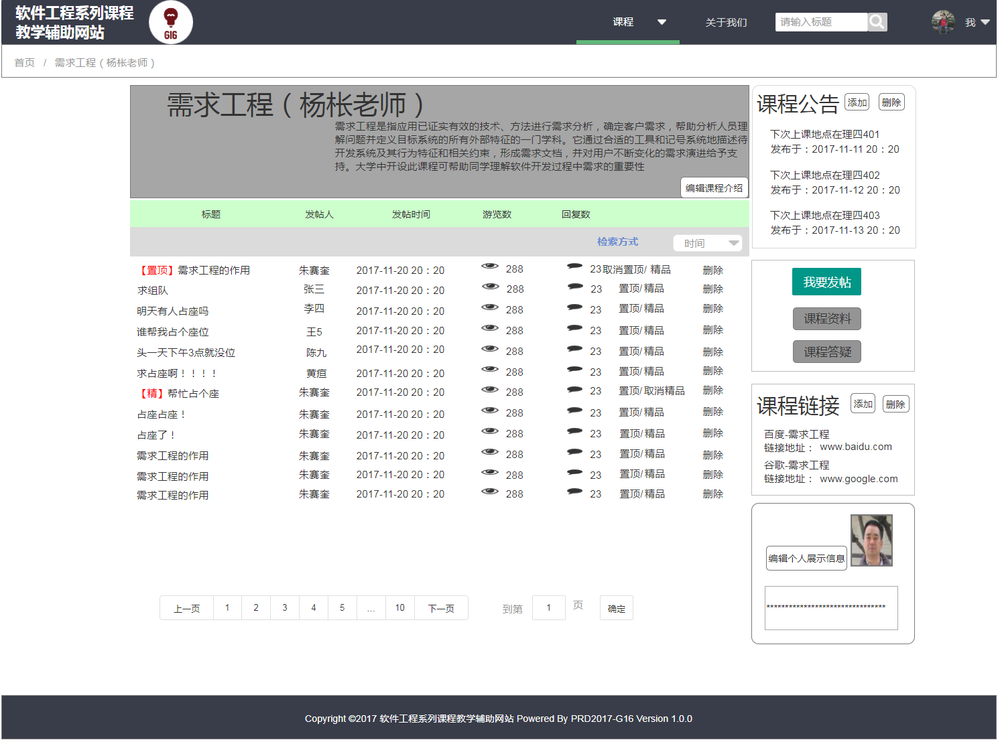 软件工程系列课程
教学辅助网站
G16
课程
关于我们
请输入标题
我
首页 / 需求工程（杨枨老师）
需求工程（杨枨老师）
需求工程是指应用已证实有效的技术、方法进行需求分析，确定客户需求，帮助分析人员理
解问题并定义目标系统的所有外部特征的一门学科。它通过合适的工具和记号系统地描述待
开发系统及其行为特征和相关约束，形成需求文档，并对用户不断变化的需求演进给予支
持。大学中开设此课程可帮助同学理解软件开发过程中需求的重要性
编辑课程介绍
标题 发帖人 发帖时间 游览数 回复数
检索方式 时间
【置顶】需求工程的作用 朱骞奎 2017-11-20 20：20 288 23 取消置顶/ 精品 删除
求组队 张三 2017-11-20 20：20 288 23 置顶/精品 删除
明天有人占座吗 李四 2017-11-20 20：20 288 23 置顶/精品 删除
谁帮我占个座位 王5 2017-11-20 20：20 288 23 置顶/精品 删除
头一天下午3点就没位 陈九 2017-11-20 20：20 288 23 置顶/精品 删除
求占座啊！！！！ 黄疸 2017-11-20 20：20 288 23 置顶/精品 删除
【精】帮忙占个座 朱骞奎 2017-11-20 20：20 288 23 置顶/取消精品 删除
占座占座！ 朱骞奎 2017-11-20 20：20 288 23 置顶/精品 删除
占座了！ 朱骞奎 2017-11-20 20：20 288 23 置顶/精品 删除
需求工程的作用 朱骞奎 2017-11-20 20：20 288 23 置顶/精品 删除
需求工程的作用 朱骞奎 2017-11-20 20：20 288 23 置顶/精品 删除
需求工程的作用 朱骞奎 2017-11-20 20：20 288 23 置顶/精品 删除
上一页 1 2 3 4 5 ... 10 下一页 到第 1 页 确定
课程公告 添加 删除
下次上课地点在理四401
发布于：2017-11-11 20：20
下次上课地点在理四402
发布于：2017-11-12 20：20
下次上课地点在理四403
发布于：2017-11-13 20：20
我要发帖
课程资料
课程答疑
课程链接 添加 删除
百度-需求工程
链接地址： www.baidu.com
谷歌-需求工程
链接地址： www.google.com
编辑个人展示信息
********************************
Copyright ©2017 软件工程系列课程教学辅助网站 Powered By PRD2017-G16 Version 1.0.0